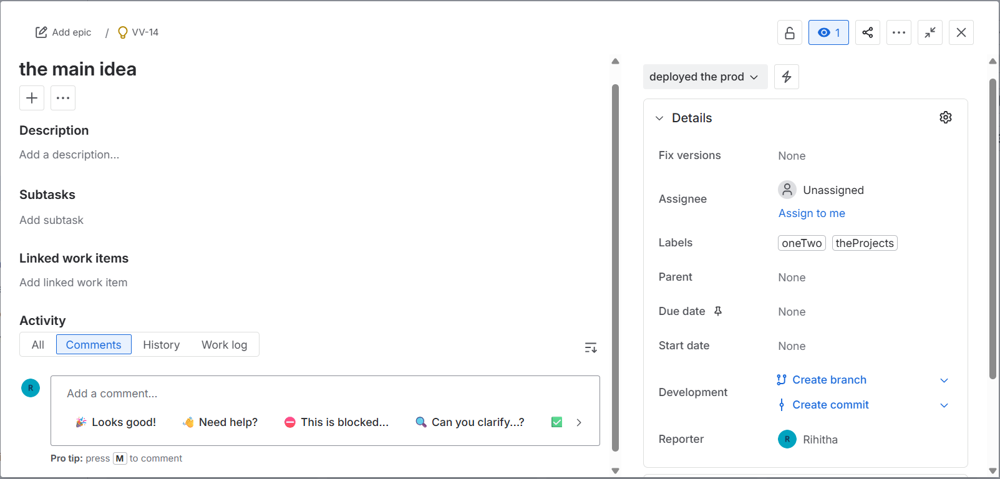 Add epic / VV-14
1
the main idea
deployed the prod
Description
Add a description...
Subtasks
Add subtask
Linked work items
Add linked work item
Activity
All Comments History Work log
R
Add a comment...
Looks good! Need help? This is blocked... Can you clarify...?
Pro tip: press M to comment
Details
Fix versions None
Assignee Unassigned
Assign to me
Labels oneTwo theProjects
Parent None
Due date None
Start date None
Development Create branch
Create commit
Reporter R Rihitha